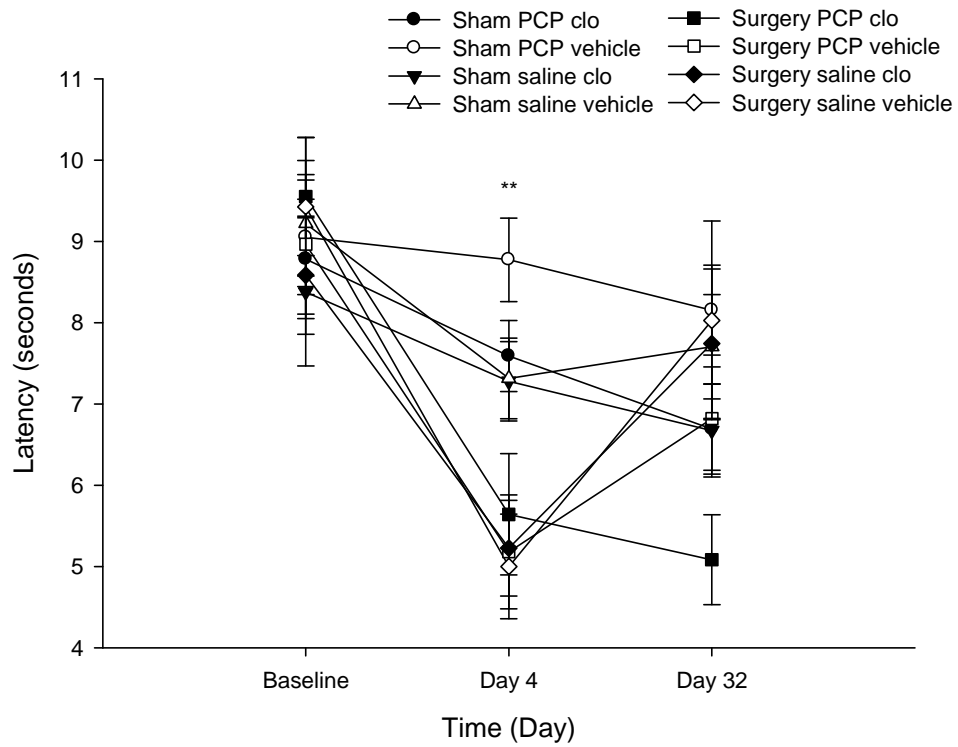 Sham PCP clo
Sham PCP vehicle
Sham saline clo
Sham saline vehicle
Surgery PCP clo
Surgery PCP vehicle
Surgery saline clo
Surgery saline vehicle
11
10
9
8
7
6
5
4
Latency (seconds)
**
Baseline Day 4 Day 32
Time (Day)